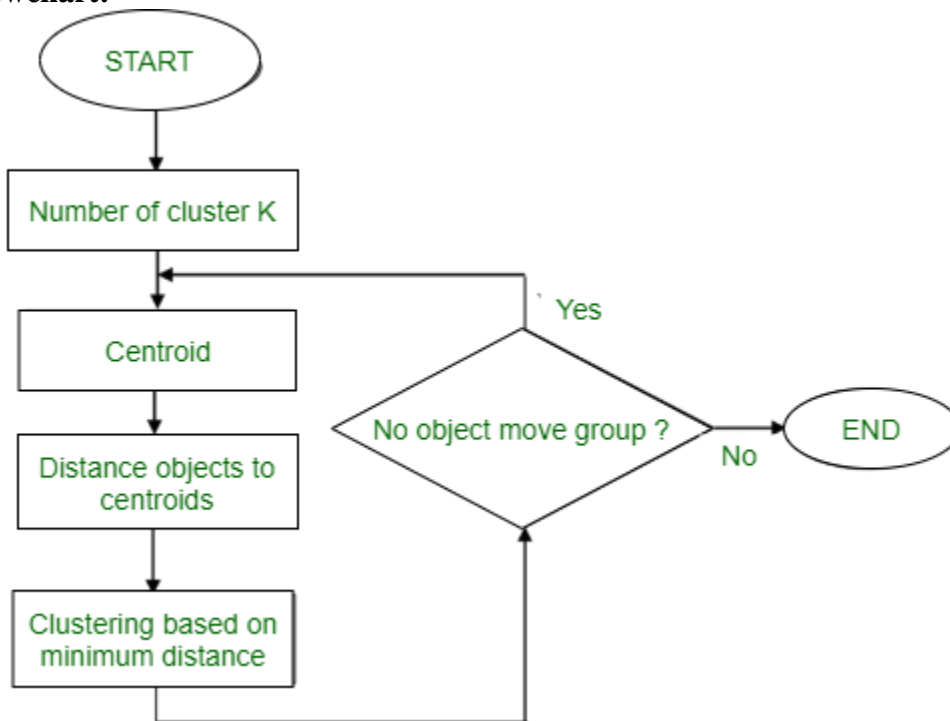 START
Number of cluster K
Centroid
Distance objects to
centroids
Clustering based on
minimum distance
No object move group ?
Yes
No
END